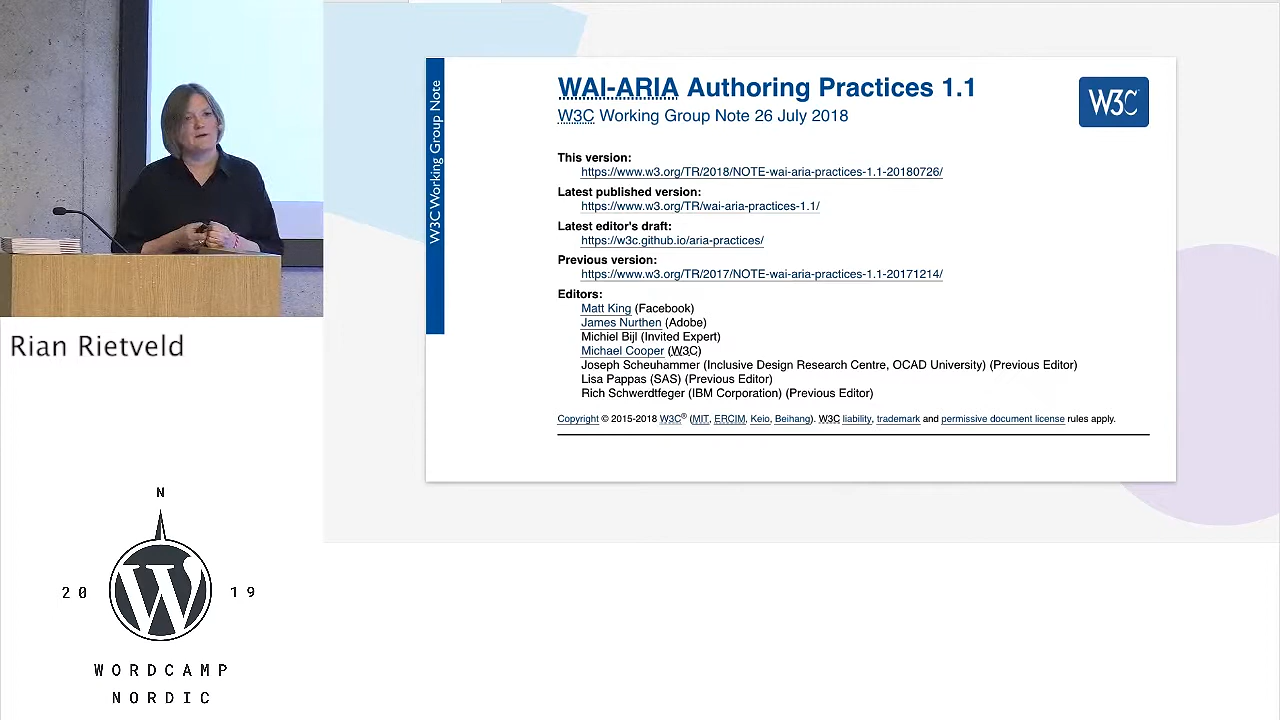 WAI-ARIA Authoring Practices 1.1
W3C Working Group Note 26 July 2018
W3C
W3C Working Group Note
This version:
https://www.w3.org/TR/2018/NOTE-wai-aria-practices-1.1-20180726/
Latest published version:
https://www.w3.org/TR/wai-aria-practices-1.1/
Latest editor's draft:
https://w3c.github.io/aria-practices/
Previous version:
https://www.w3.org/TR/2017/NOTE-wai-aria-practices-1.1-20171214/
Editors:
Matt King (Facebook)
James Nurthen (Adobe)
Michiel Bijl (Invited Expert)
Michael Cooper (W3C)
Joseph Scheuhammer (Inclusive Design Research Centre, OCAD University) (Previous Editor)
Lisa Pappas (SAS) (Previous Editor)
Rich Schwerdtfeger (IBM Corporation) (Previous Editor)
Copyright © 2015-2018 W3C® (MIT, ERCIM, Keio, Beihang). W3C liability, trademark and permissive document license rules apply.
Rian Rietveld
N
20 19
W
WORDCAMP
NORDIC